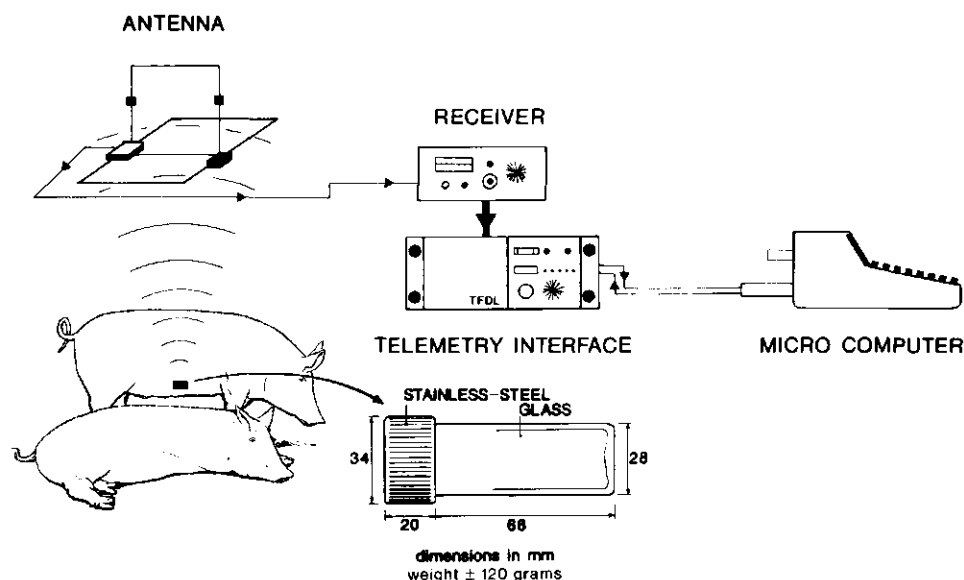 ANTENNA
RECEIVER
TFDL
TELEMETRY INTERFACE
MICRO COMPUTER
STAINLESS-STEEL
GLASS
34
28
20
66
dimensions in mm
weight ± 120 grams